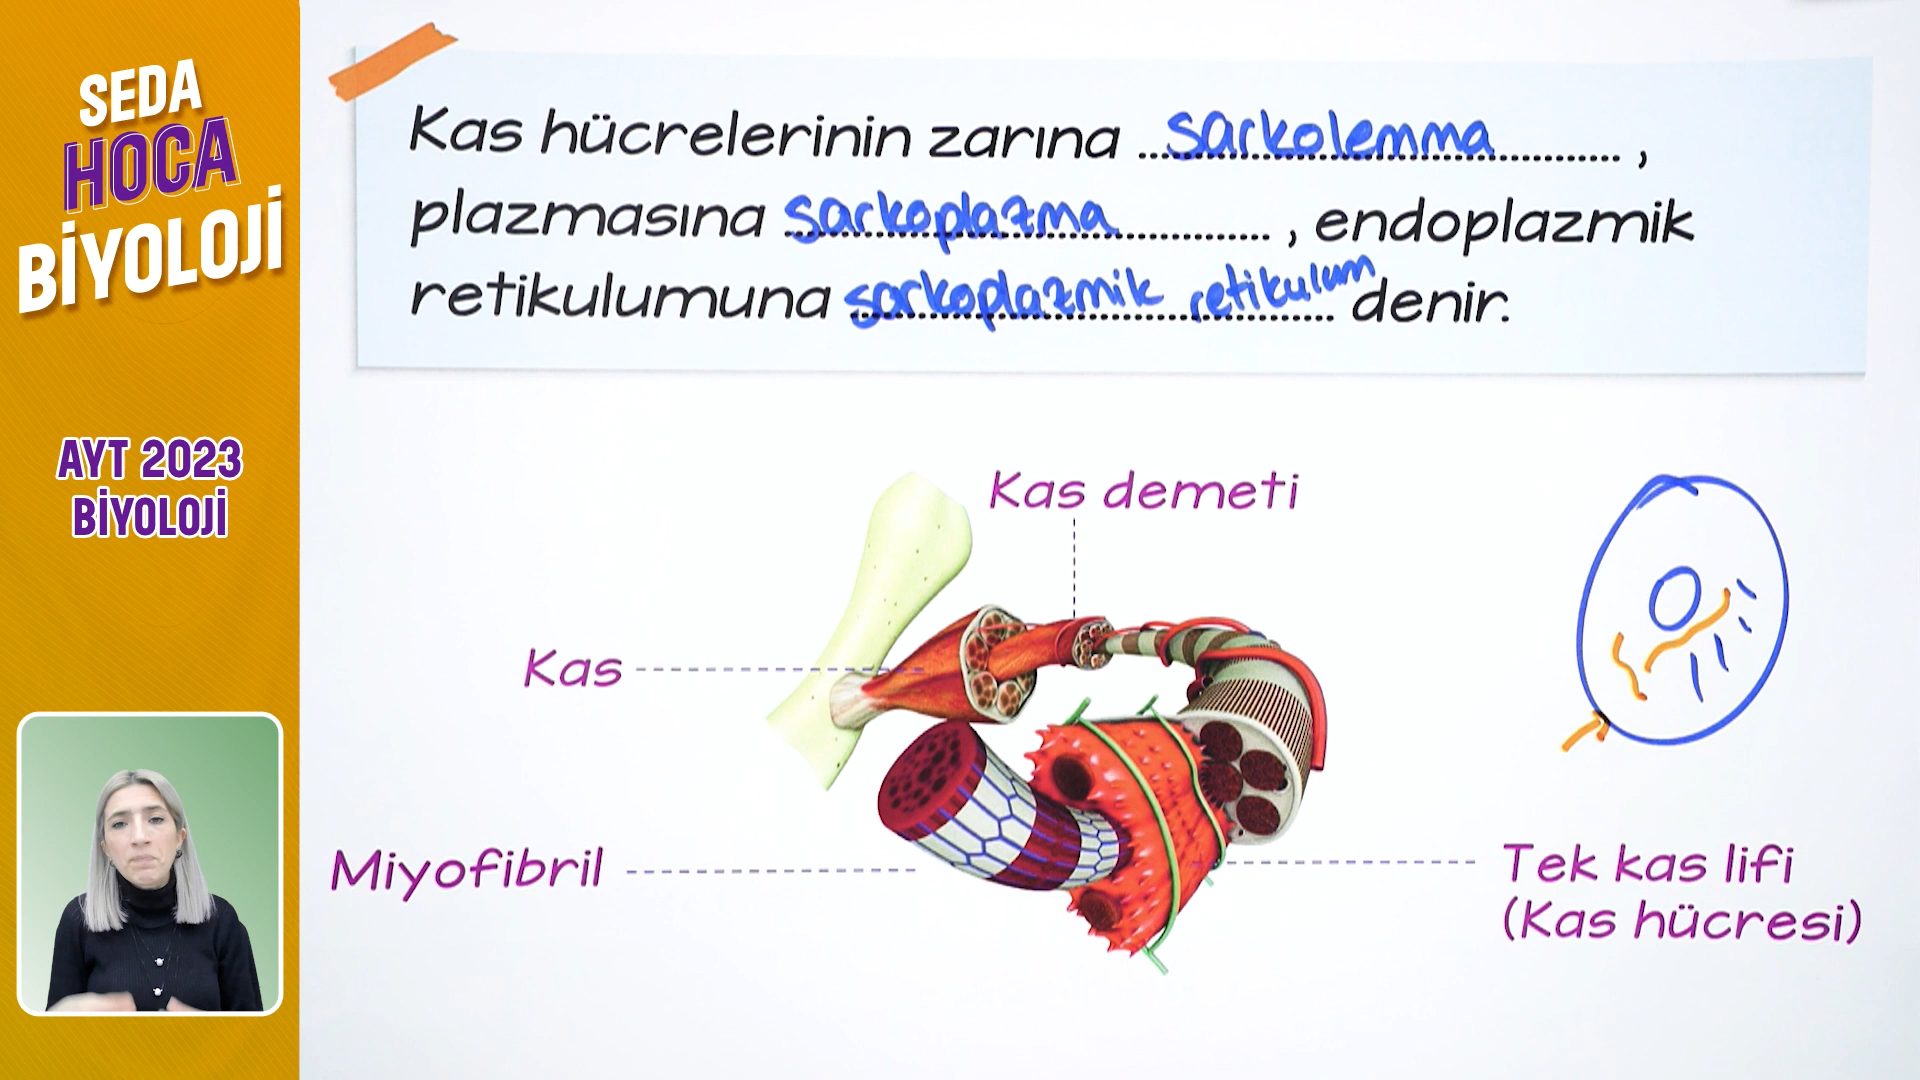 SEDA
HOCA
BİYOLOJİ
AYT 2023
BİYOLOJİ
Kas hücrelerinin zarına sarkolemma ,
plazmasına sarkoplazma , endoplazmik
retikulumuna sarkoplazmik retikulum denir.
Kas demeti
Kas
Miyofibril
Tek kas lifi
(Kas hücresi)